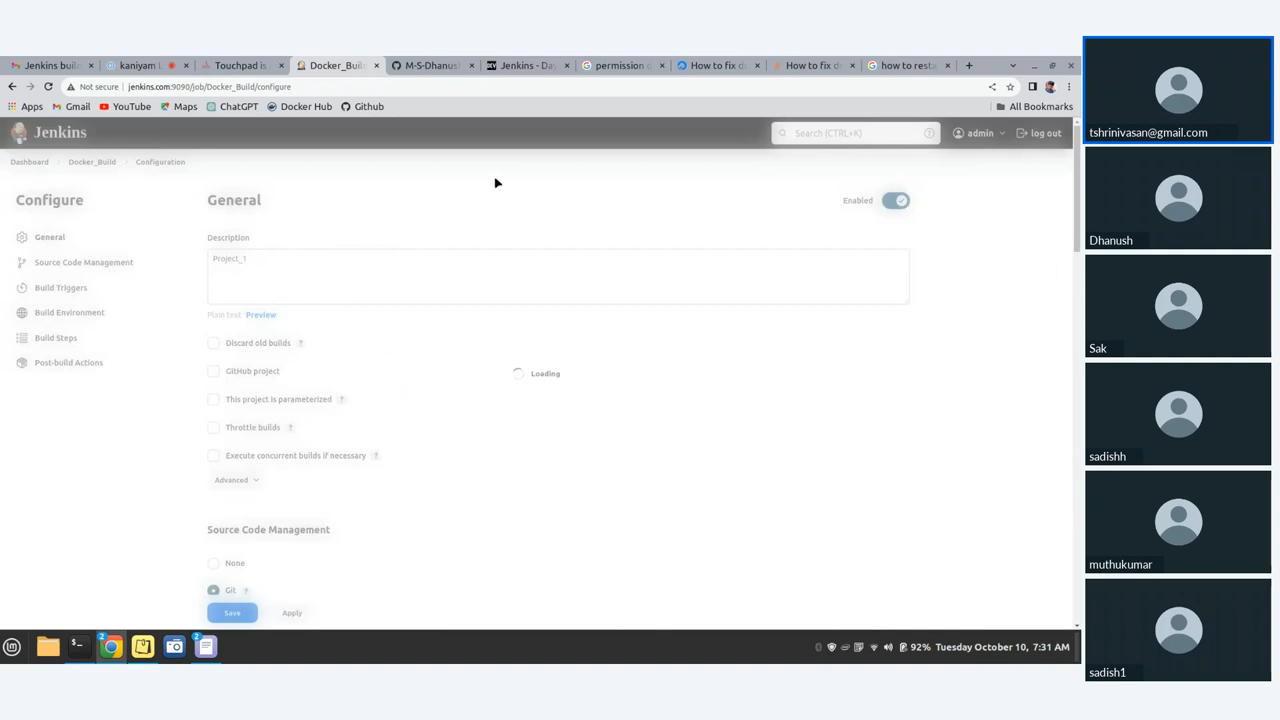 Jenkins buil
kaniyam
Touchpad is
Docker_Buil
M-S-Dhanush
Jenkins - Da
permission
How to fix d
How to fix d
how to rest
Not secure
jenkins.com:9090/job/Docker_Build/configure
Apps
Gmail
YouTube
Maps
ChatGPT
Docker Hub
Github
All Bookmarks
Jenkins
Search (CTRL+K)
admin
log out
Dashboard
Docker_Build
Configuration
Configure
General
Source Code Management
Build Triggers
Build Environment
Build Steps
Post-build Actions
General
Enabled
Description
Project_1
Plain text Preview
Discard old builds ?
GitHub project
This project is parameterized ?
Throttle builds ?
Execute concurrent builds if necessary ?
Advanced
Loading
Source Code Management
None
Git ?
Save
Apply
2
2
92% Tuesday October 10, 7:31 AM
tshrinivasan@gmail.com
Dhanush
Sak
sadishh
muthukumar
sadish1